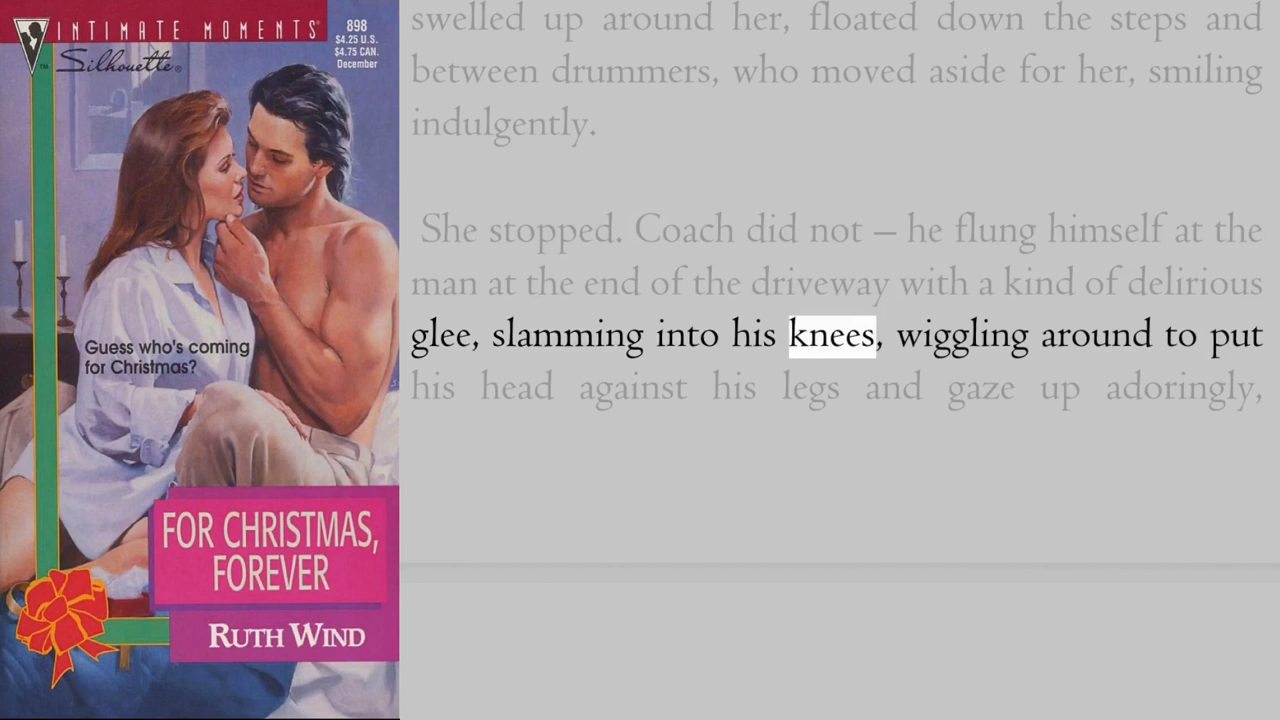 INTIMATE MOMENTS®
898
$4.25 U.S.
$4.75 CAN.
December
™ Silhouette®
Guess who's coming
for Christmas?
FOR CHRISTMAS,
FOREVER
RUTH WIND
swelled up around her, floated down the steps and
between drummers, who moved aside for her, smiling
indulgently.
She stopped. Coach did not – he flung himself at the
man at the end of the driveway with a kind of delirious
glee, slamming into his knees, wiggling around to put
his head against his legs and gaze up adoringly,